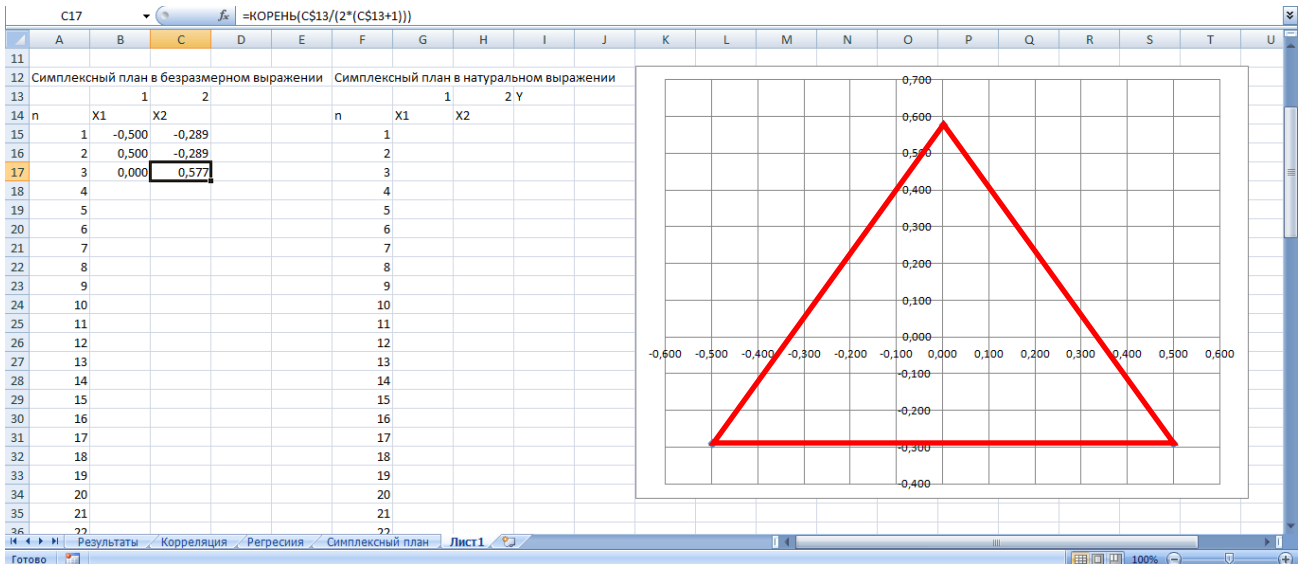 C17 fx =КОРЕНЬ(C$13/(2*(C$13+1)))
A B C D E F G H I J K L M N O P Q R S T U
11
12 Симплексный план в безразмерном выражении Симплексный план в натуральном выражении
13 1 2 1 2 Y
14 n X1 X2 n X1 X2
15 1 -0,500 -0,289 1
16 2 0,500 -0,289 2
17 3 0,000 0,577 3
18 4 4
19 5 5
20 6 6
21 7 7
22 8 8
23 9 9
24 10 10
25 11 11
26 12 12
27 13 13
28 14 14
29 15 15
30 16 16
31 17 17
32 18 18
33 19 19
34 20 20
35 21 21
36 22 22
0,700
0,600
0,500
0,400
0,300
0,200
0,100
0,000
-0,600 -0,500 -0,400 -0,300 -0,200 -0,100 0,000 0,100 0,200 0,300 0,400 0,500 0,600
-0,100
-0,200
-0,300
-0,400
Результаты Корреляция Регресиия Симплексный план Лист1
Готово 100%